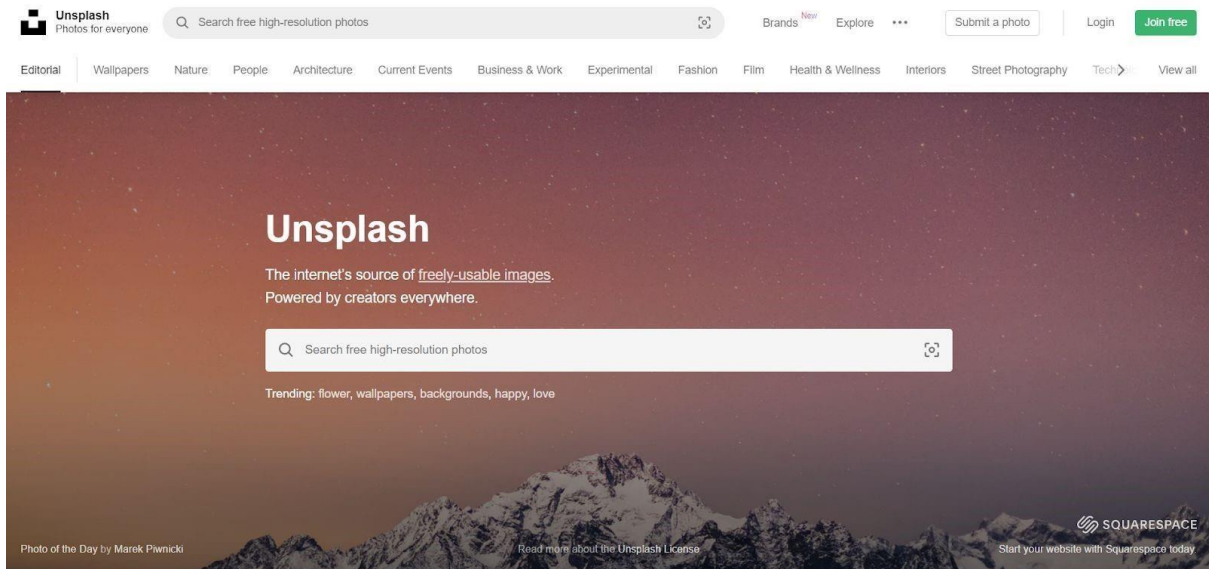 Unsplash
Photos for everyone
Search free high-resolution photos
Brands New Explore
Submit a photo
Login
Join free
Editorial Wallpapers Nature People Architecture Current Events Business & Work Experimental Fashion Film Health & Wellness Interiors Street Photography View all
Unsplash
The internet's source of freely-usable images.
Powered by creators everywhere.
Search free high-resolution photos
Trending: flower, wallpapers, backgrounds, happy, love
SQUARESPACE
Photo of the Day by Marek Piwnicki
Read more about the Unsplash License
Start your website with Squarespace today